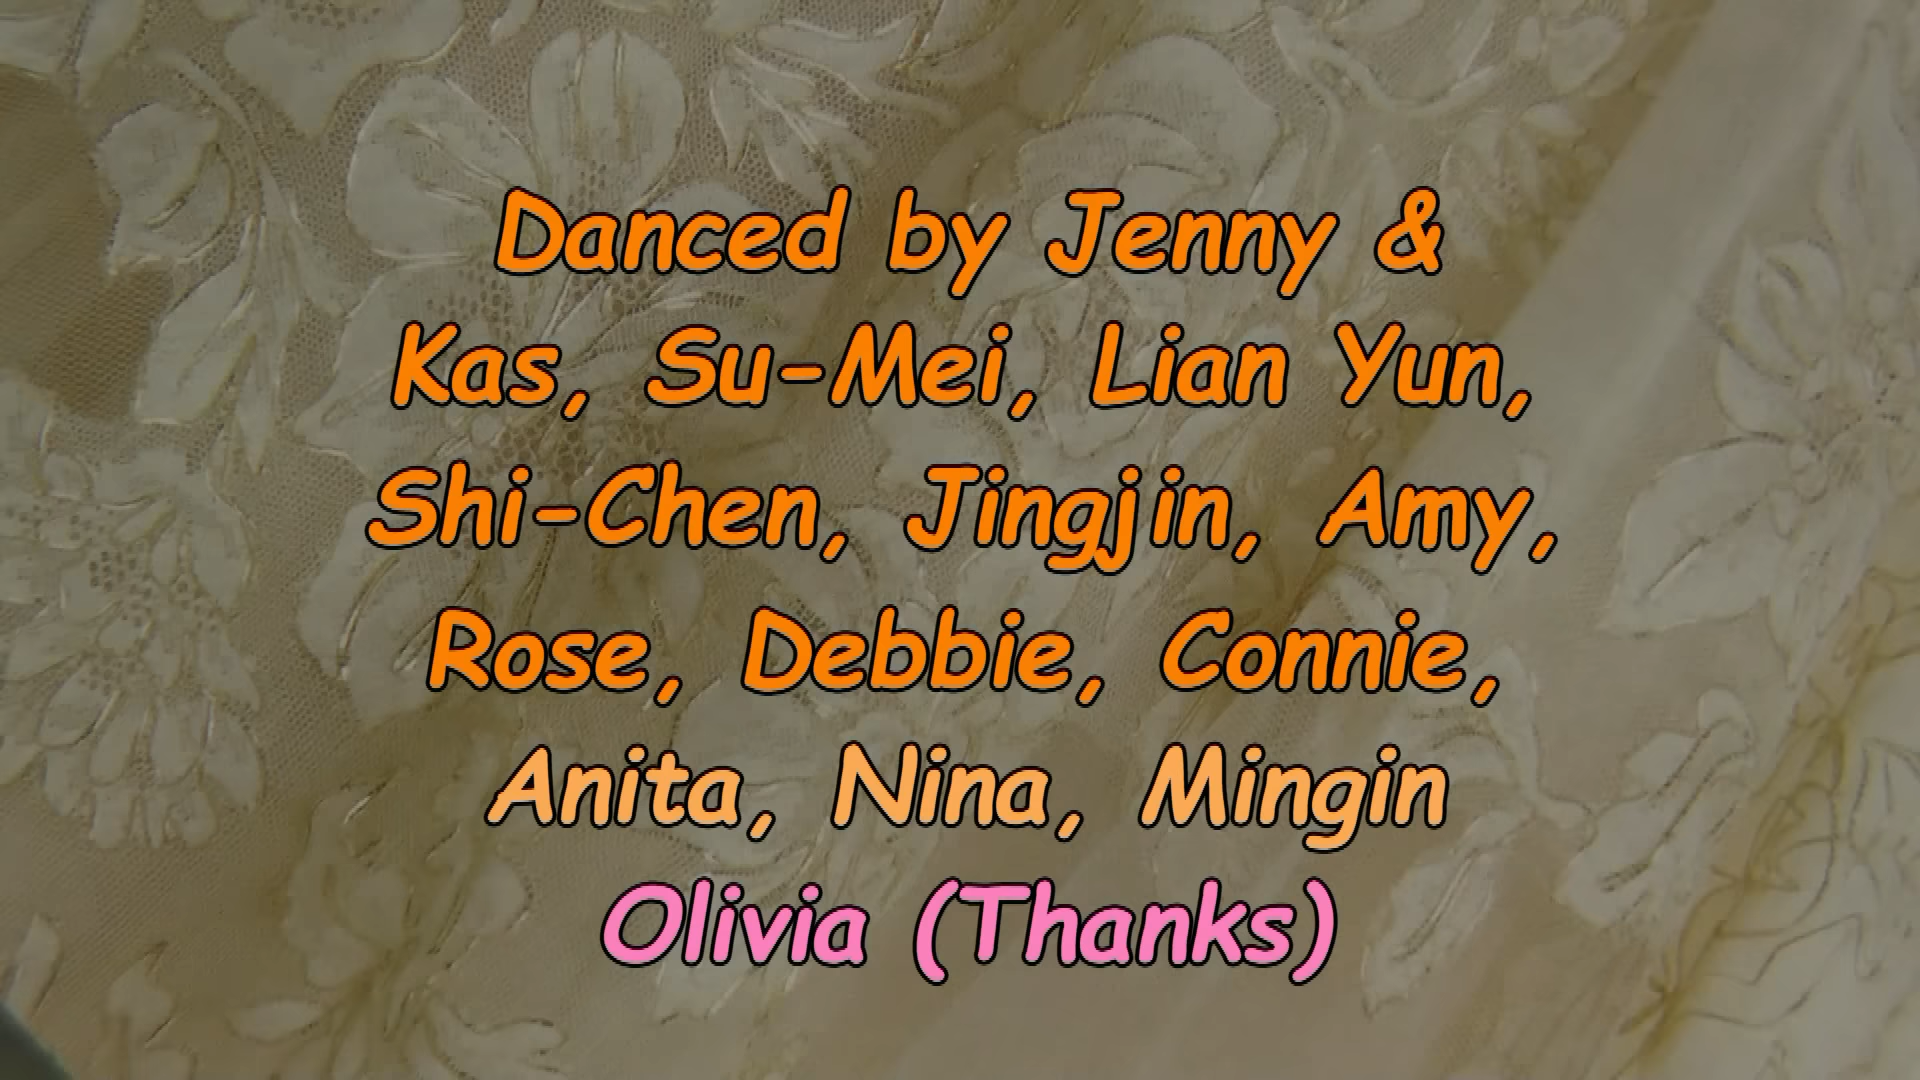 Danced by Jenny &
Kas, Su-Mei, Lian Yun,
Shi-Chen, Jingjin, Amy,
Rose, Debbie, Connie,
Anita, Nina, Mingin
Olivia (Thanks)